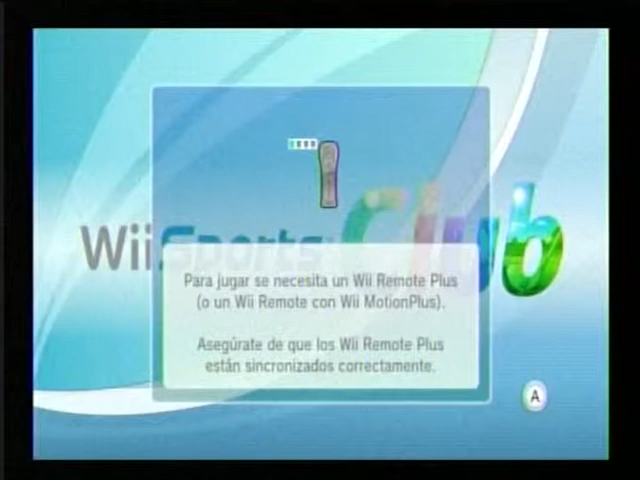 Wii Sports Club
Para jugar se necesita un Wii Remote Plus
(o un Wii Remote con Wii MotionPlus).
Asegúrate de que los Wii Remote Plus
están sincronizados correctamente.
A